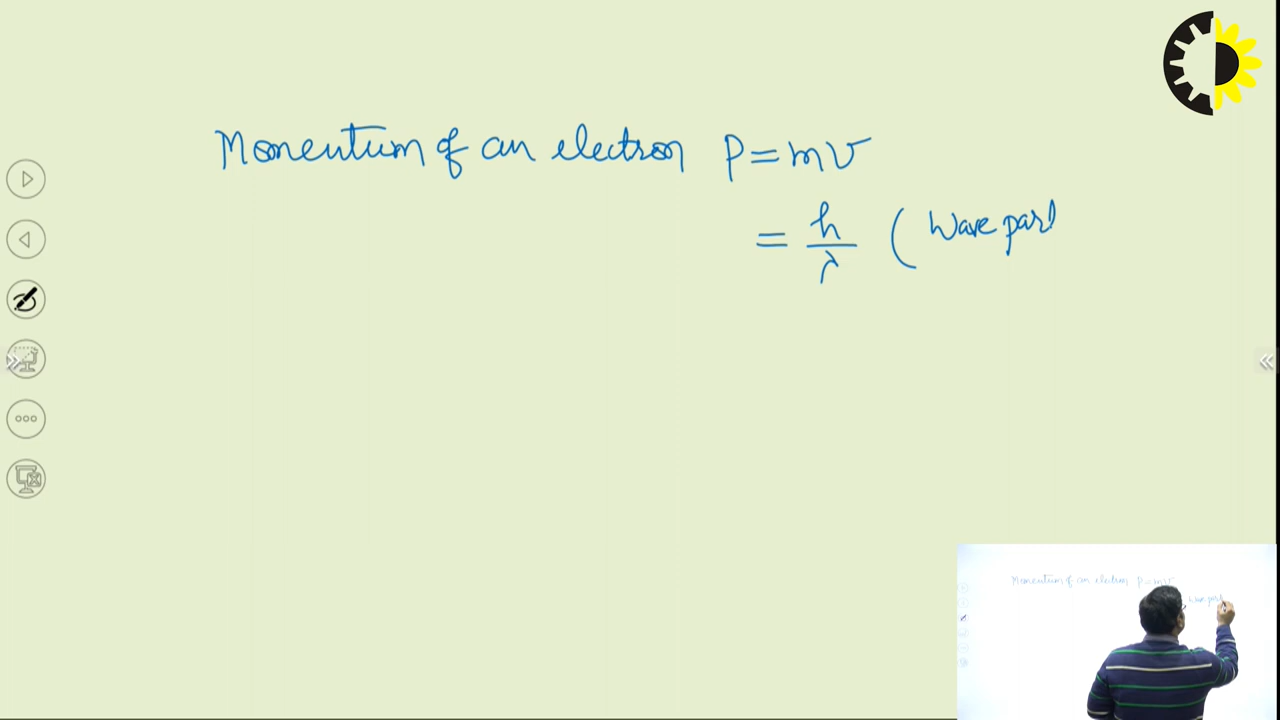 Momentum of an electron P = mv
= h/λ ( Wave part